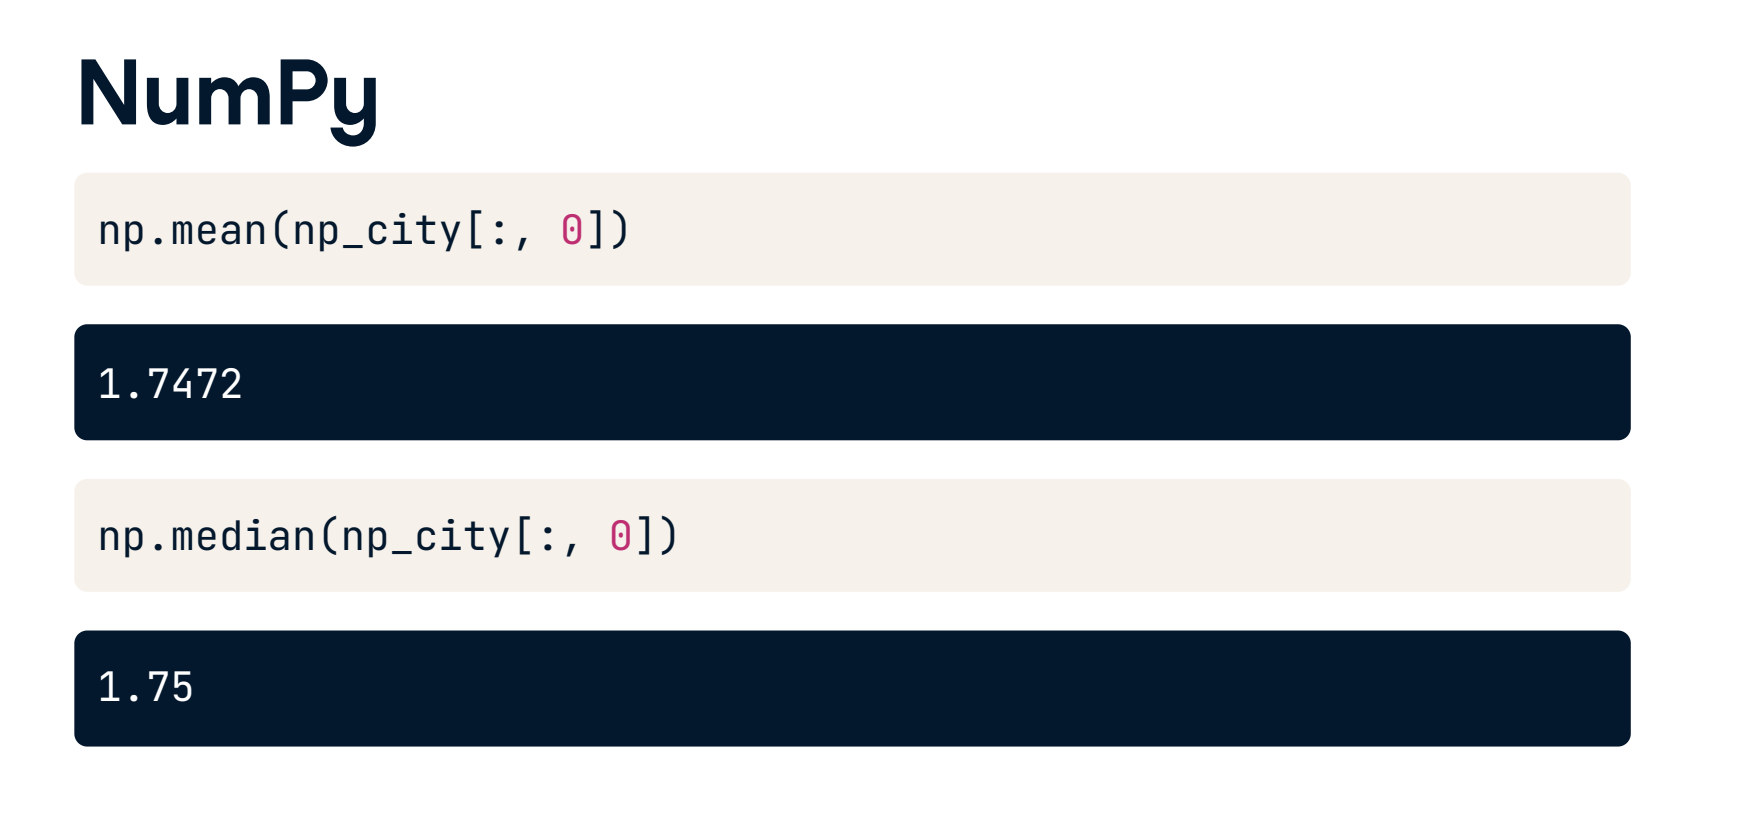 NumPy
np.mean(np_city[:, 0])
1.7472
np.median(np_city[:, 0])
1.75